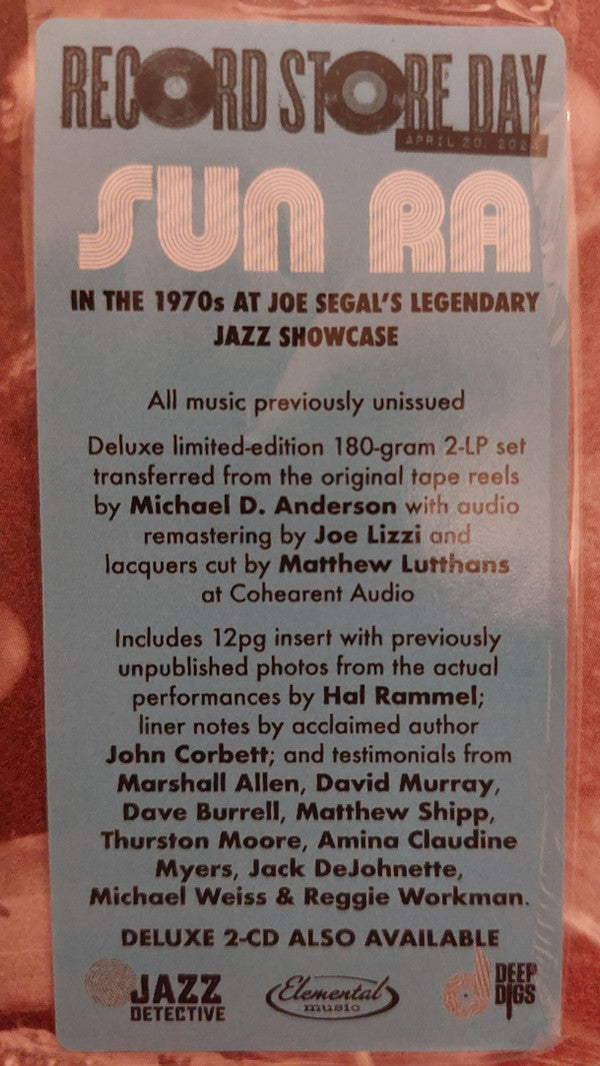 RECORD STORE DAY
APRIL 20, 202
SUN RA
IN THE 1970s AT JOE SEGAL'S LEGENDARY
JAZZ SHOWCASE
All music previously unissued
Deluxe limited-edition 180-gram 2-LP set
transferred from the original tape reels
by Michael D. Anderson with audio
remastering by Joe Lizzi and
lacquers cut by Matthew Lutthans
at Cohearent Audio
Includes 12pg insert with previously
unpublished photos from the actual
performances by Hal Rammel;
liner notes by acclaimed author
John Corbett; and testimonials from
Marshall Allen, David Murray,
Dave Burrell, Matthew Shipp,
Thurston Moore, Amina Claudine
Myers, Jack DeJohnette,
Michael Weiss & Reggie Workman.
DELUXE 2-CD ALSO AVAILABLE
JAZZ
DETECTIVE
Elemental
music
DEEP
DIGS